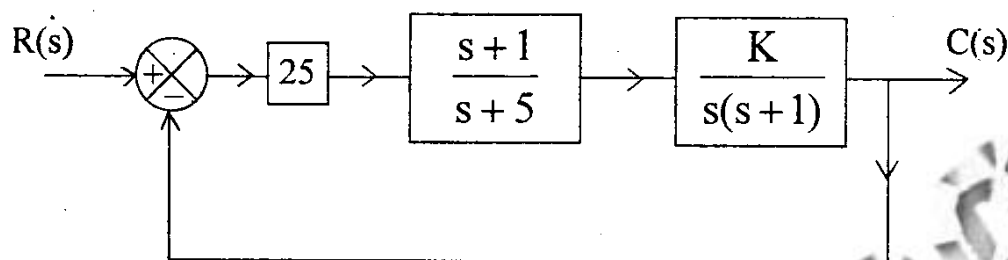 R(s)
+
−
25
s + 1
s + 5
K
s(s + 1)
C(s)